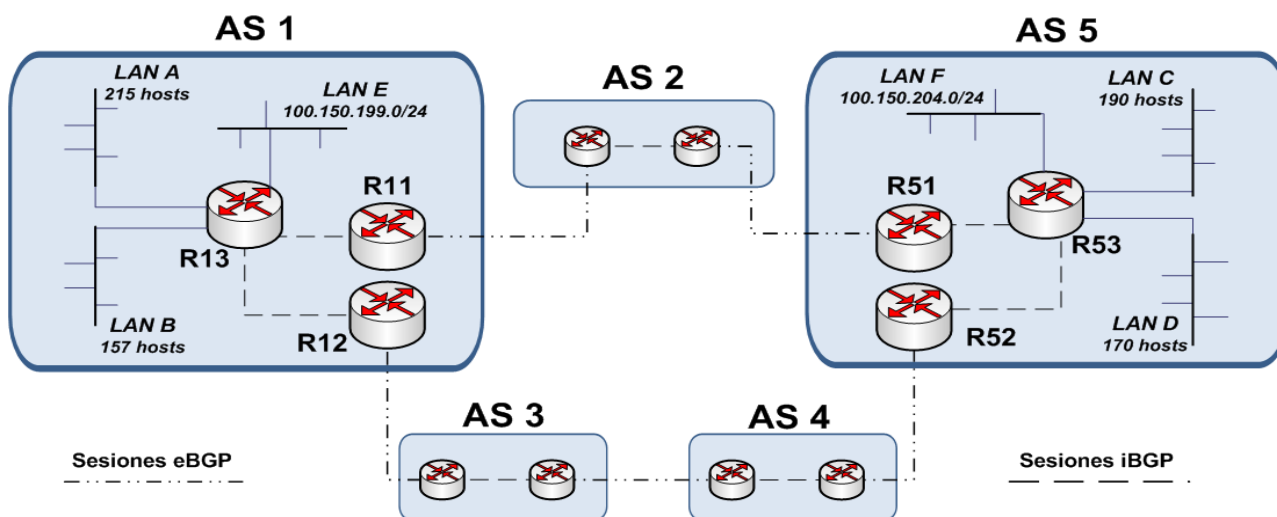 AS 1
LAN A
215 hosts
LAN E
100.150.199.0/24
R11
R13
R12
LAN B
157 hosts
AS 2
AS 5
LAN F
100.150.204.0/24
LAN C
190 hosts
R51
R53
R52
LAN D
170 hosts
AS 3
AS 4
Sesiones eBGP
Sesiones iBGP